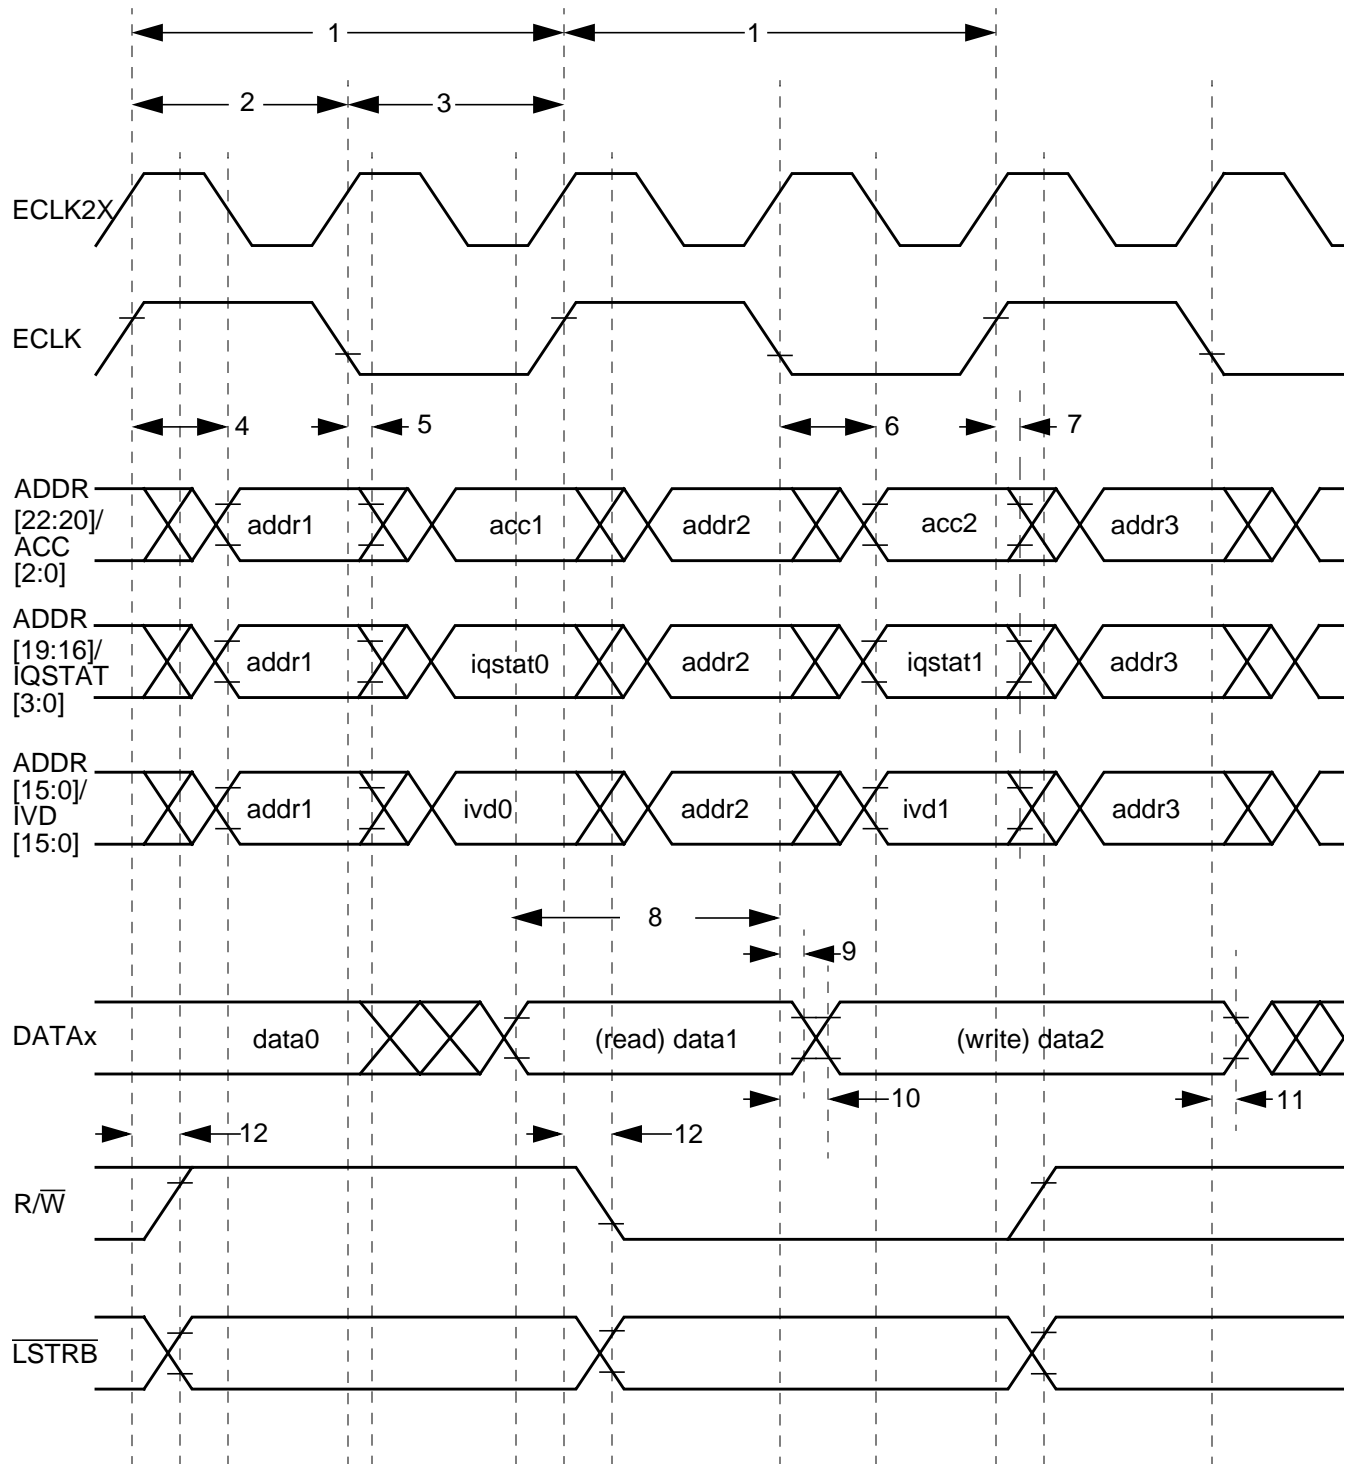 1 1
2 3
ECLK2X
ECLK
4 5 6 7
ADDR
[22:20]/
ACC
[2:0]
addr1 acc1 addr2 acc2 addr3
ADDR
[19:16]/
IQSTAT
[3:0]
addr1 iqstat0 addr2 iqstat1 addr3
ADDR
[15:0]/
IVD
[15:0]
addr1 ivd0 addr2 ivd1 addr3
8
9
DATAx data0 (read) data1 (write) data2
10 11
12 12
R/W̅
L̅S̅T̅R̅B̅